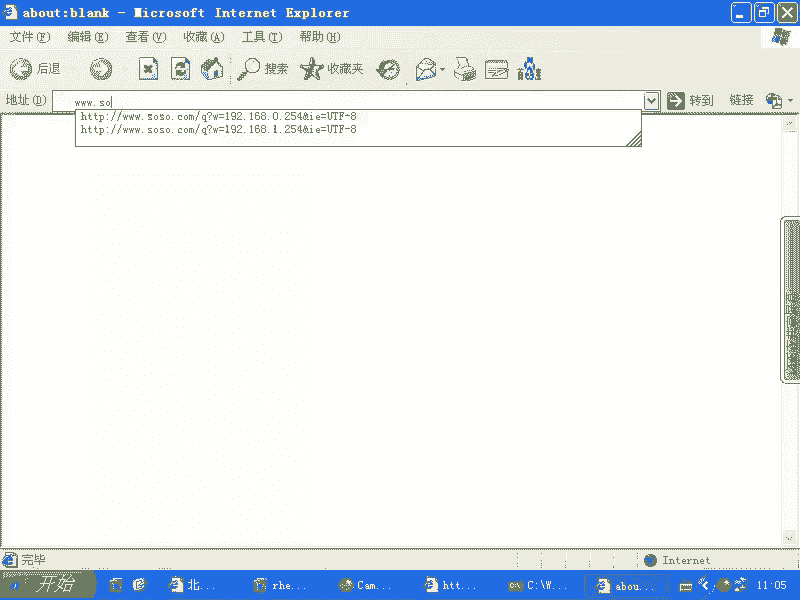 about:blank - Microsoft Internet Explorer
文件(F) 编辑(E) 查看(V) 收藏(A) 工具(T) 帮助(H)
后退 搜索 收藏夹
地址(D) www.so 转到 链接
http://www.soso.com/q?w=192.168.0.254&ie=UTF-8
http://www.soso.com/q?w=192.168.1.254&ie=UTF-8
完毕 Internet
开始 北... rhe... Cam... htt... C:\W... abou... 11:05